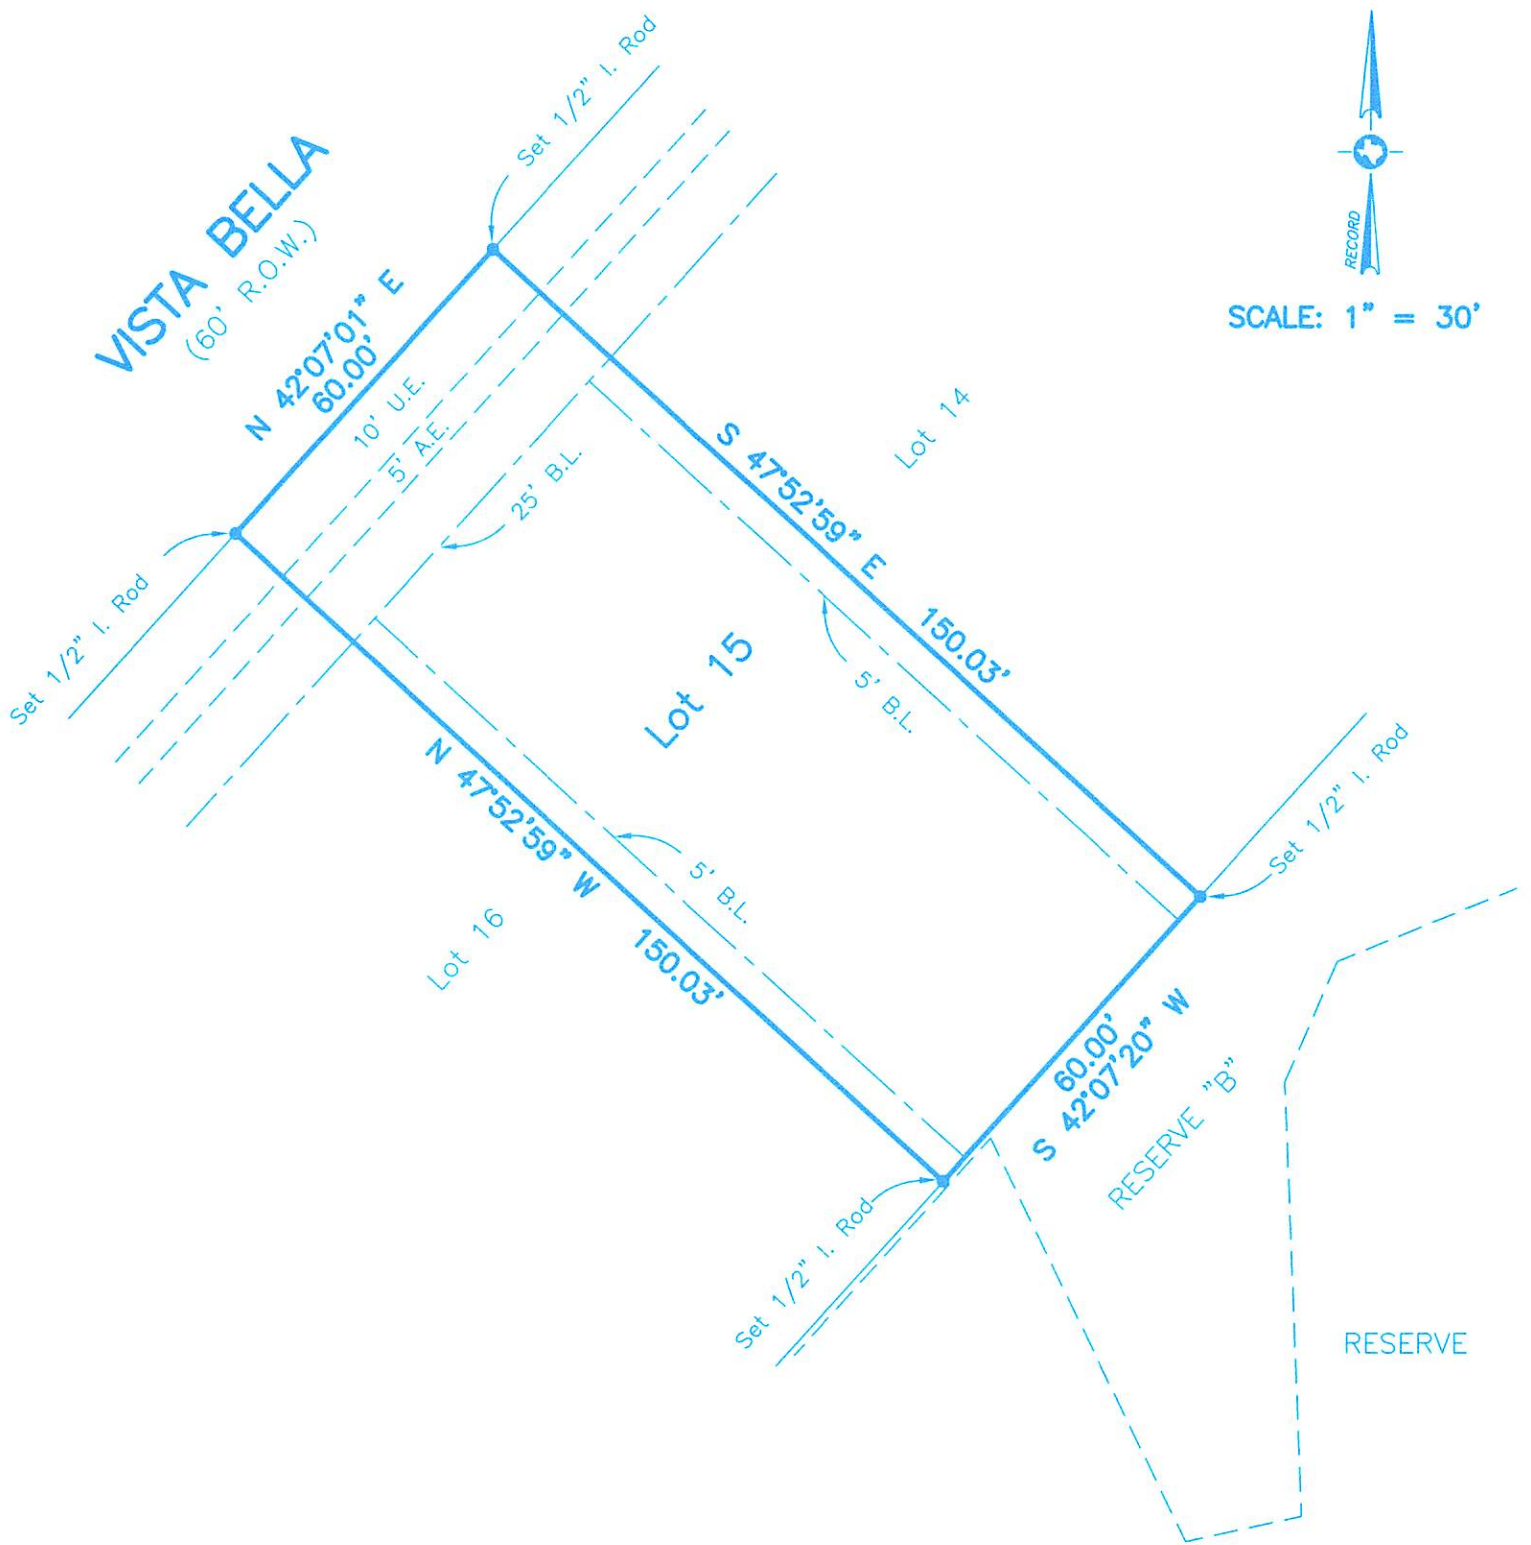 Set 1/2" I. Rod
VISTA BELLA
(60' R.O.W.)
N 42°07'01" E
60.00'
10' U.E.
5' A.E.
25' B.L.
RECORD
SCALE: 1" = 30'
Lot 14
S 47°52'59" E
150.03'
5' B.L.
Set 1/2" I. Rod
Lot 15
N 47°52'59" W
150.03'
5' B.L.
Lot 16
Set 1/2" I. Rod
60.00'
S 42°07'20" W
RESERVE "B"
Set 1/2" I. Rod
RESERVE